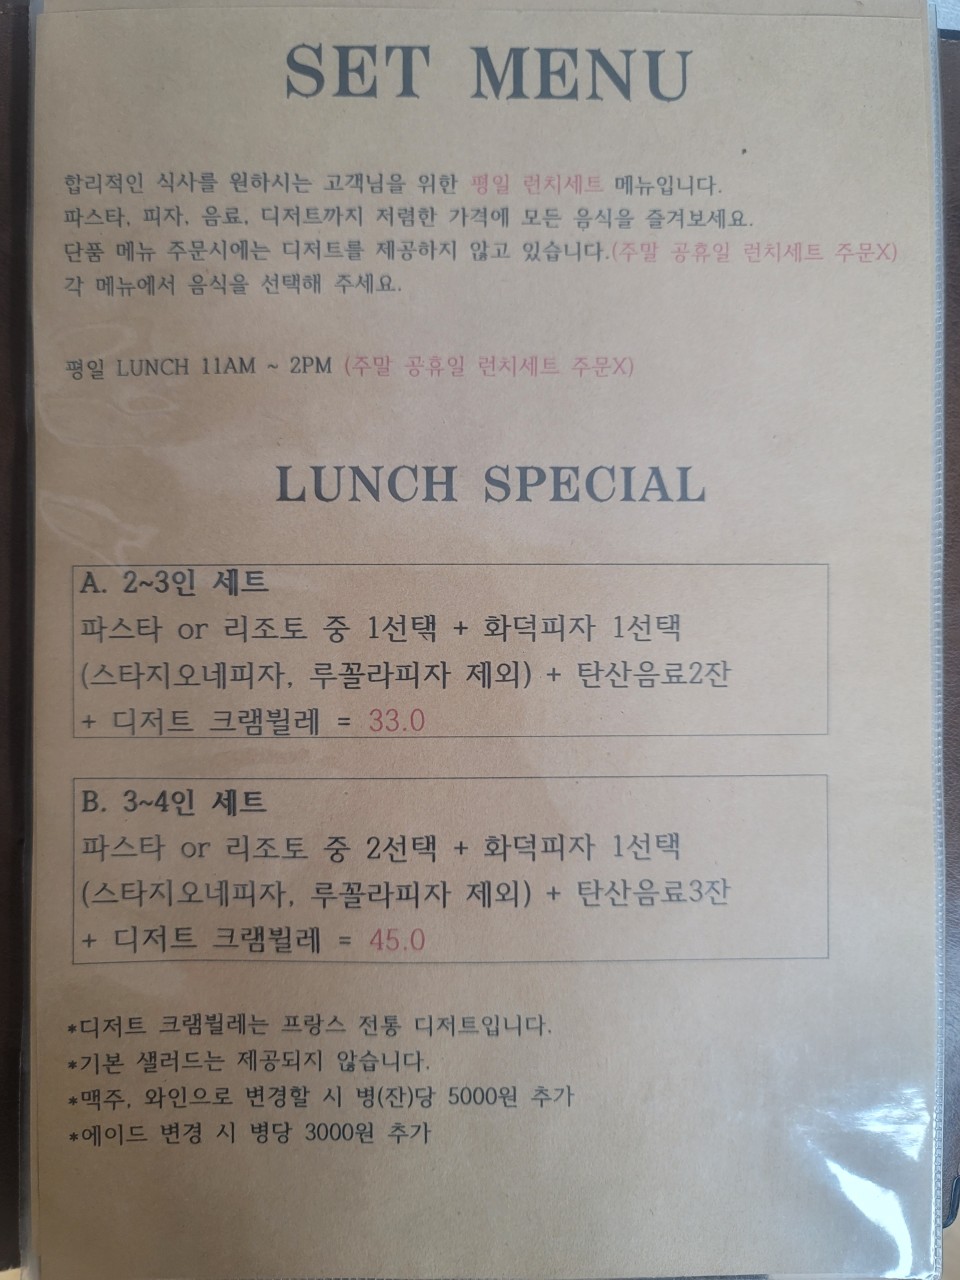 SET MENU
합리적인 식사를 원하시는 고객님을 위한 평일 런치세트 메뉴입니다.
파스타, 피자, 음료, 디저트까지 저렴한 가격에 모든 음식을 즐겨보세요.
단품 메뉴 주문시에는 디저트를 제공하지 않고 있습니다.(주말 공휴일 런치세트 주문X)
각 메뉴에서 음식을 선택해 주세요.
평일 LUNCH 11AM ~ 2PM (주말 공휴일 런치세트 주문X)
LUNCH SPECIAL
A. 2~3인 세트
파스타 or 리조토 중 1선택 + 화덕피자 1선택
(스타지오네피자, 루꼴라피자 제외) + 탄산음료2잔
+ 디저트 크램뷜레 = 33.0
B. 3~4인 세트
파스타 or 리조토 중 2선택 + 화덕피자 1선택
(스타지오네피자, 루꼴라피자 제외) + 탄산음료3잔
+ 디저트 크램뷜레 = 45.0
*디저트 크램뷜레는 프랑스 전통 디저트입니다.
*기본 샐러드는 제공되지 않습니다.
*맥주, 와인으로 변경할 시 병(잔)당 5000원 추가
*에이드 변경 시 병당 3000원 추가